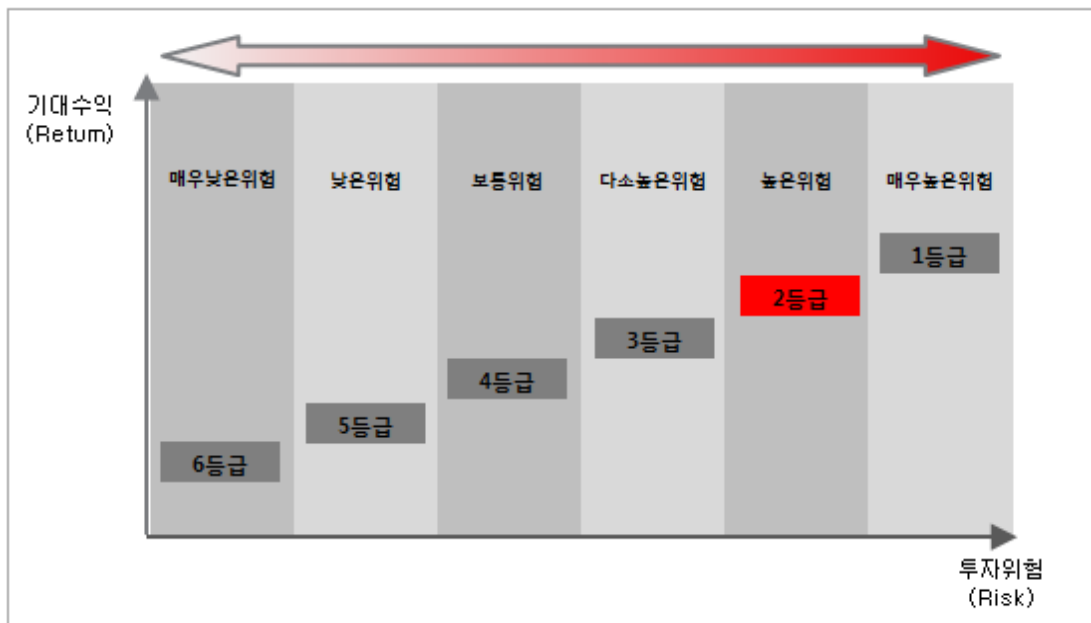 기대수익
(Retum)
매우낮은위험
낮은위험
보통위험
다소높은위험
높은위험
매우높은위험
1등급
2등급
3등급
4등급
5등급
6등급
투자위험
(Risk)